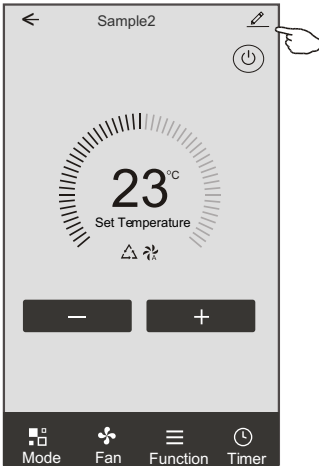 Sample2
23°C
Set Temperature
A
Mode Fan Function Timer